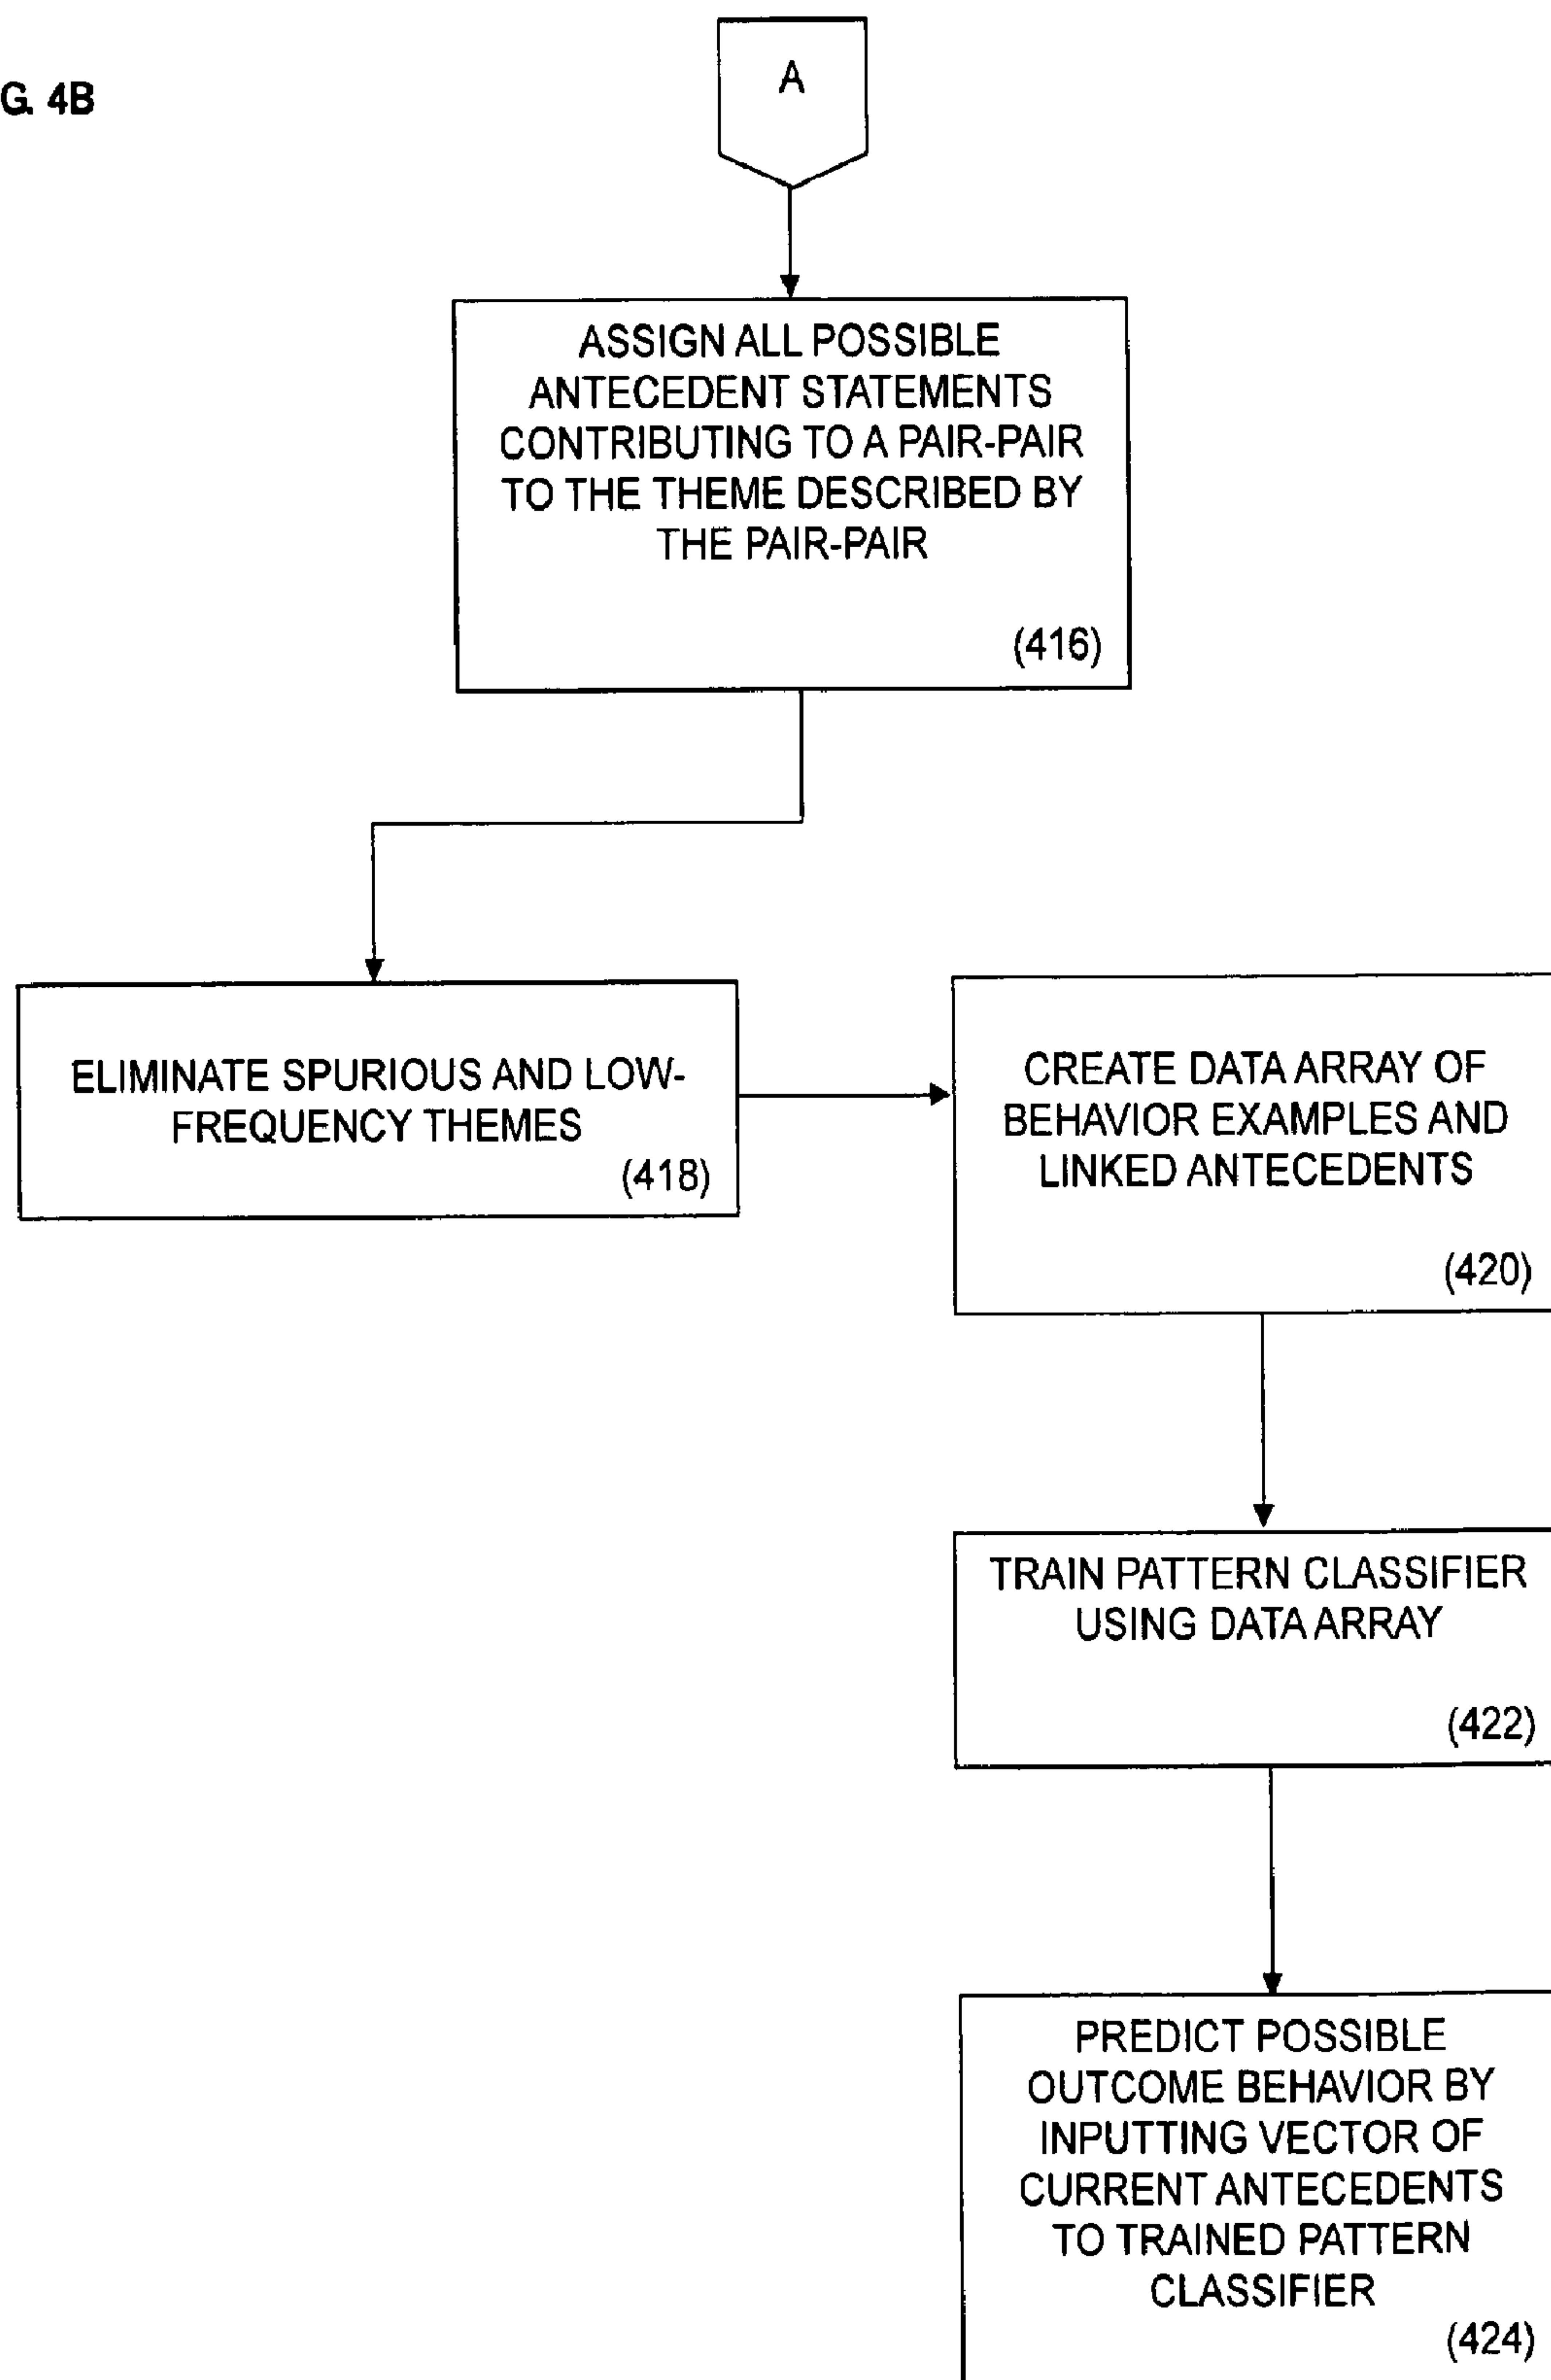 G. 4B
A
ASSIGN ALL POSSIBLE
ANTECEDENT STATEMENTS
CONTRIBUTING TO A PAIR-PAIR
TO THE THEME DESCRIBED BY
THE PAIR-PAIR
(416)
ELIMINATE SPURIOUS AND LOW-
FREQUENCY THEMES
(418)
CREATE DATA ARRAY OF
BEHAVIOR EXAMPLES AND
LINKED ANTECEDENTS
(420)
TRAIN PATTERN CLASSIFIER
USING DATA ARRAY
(422)
PREDICT POSSIBLE
OUTCOME BEHAVIOR BY
INPUTTING VECTOR OF
CURRENT ANTECEDENTS
TO TRAINED PATTERN
CLASSIFIER
(424)